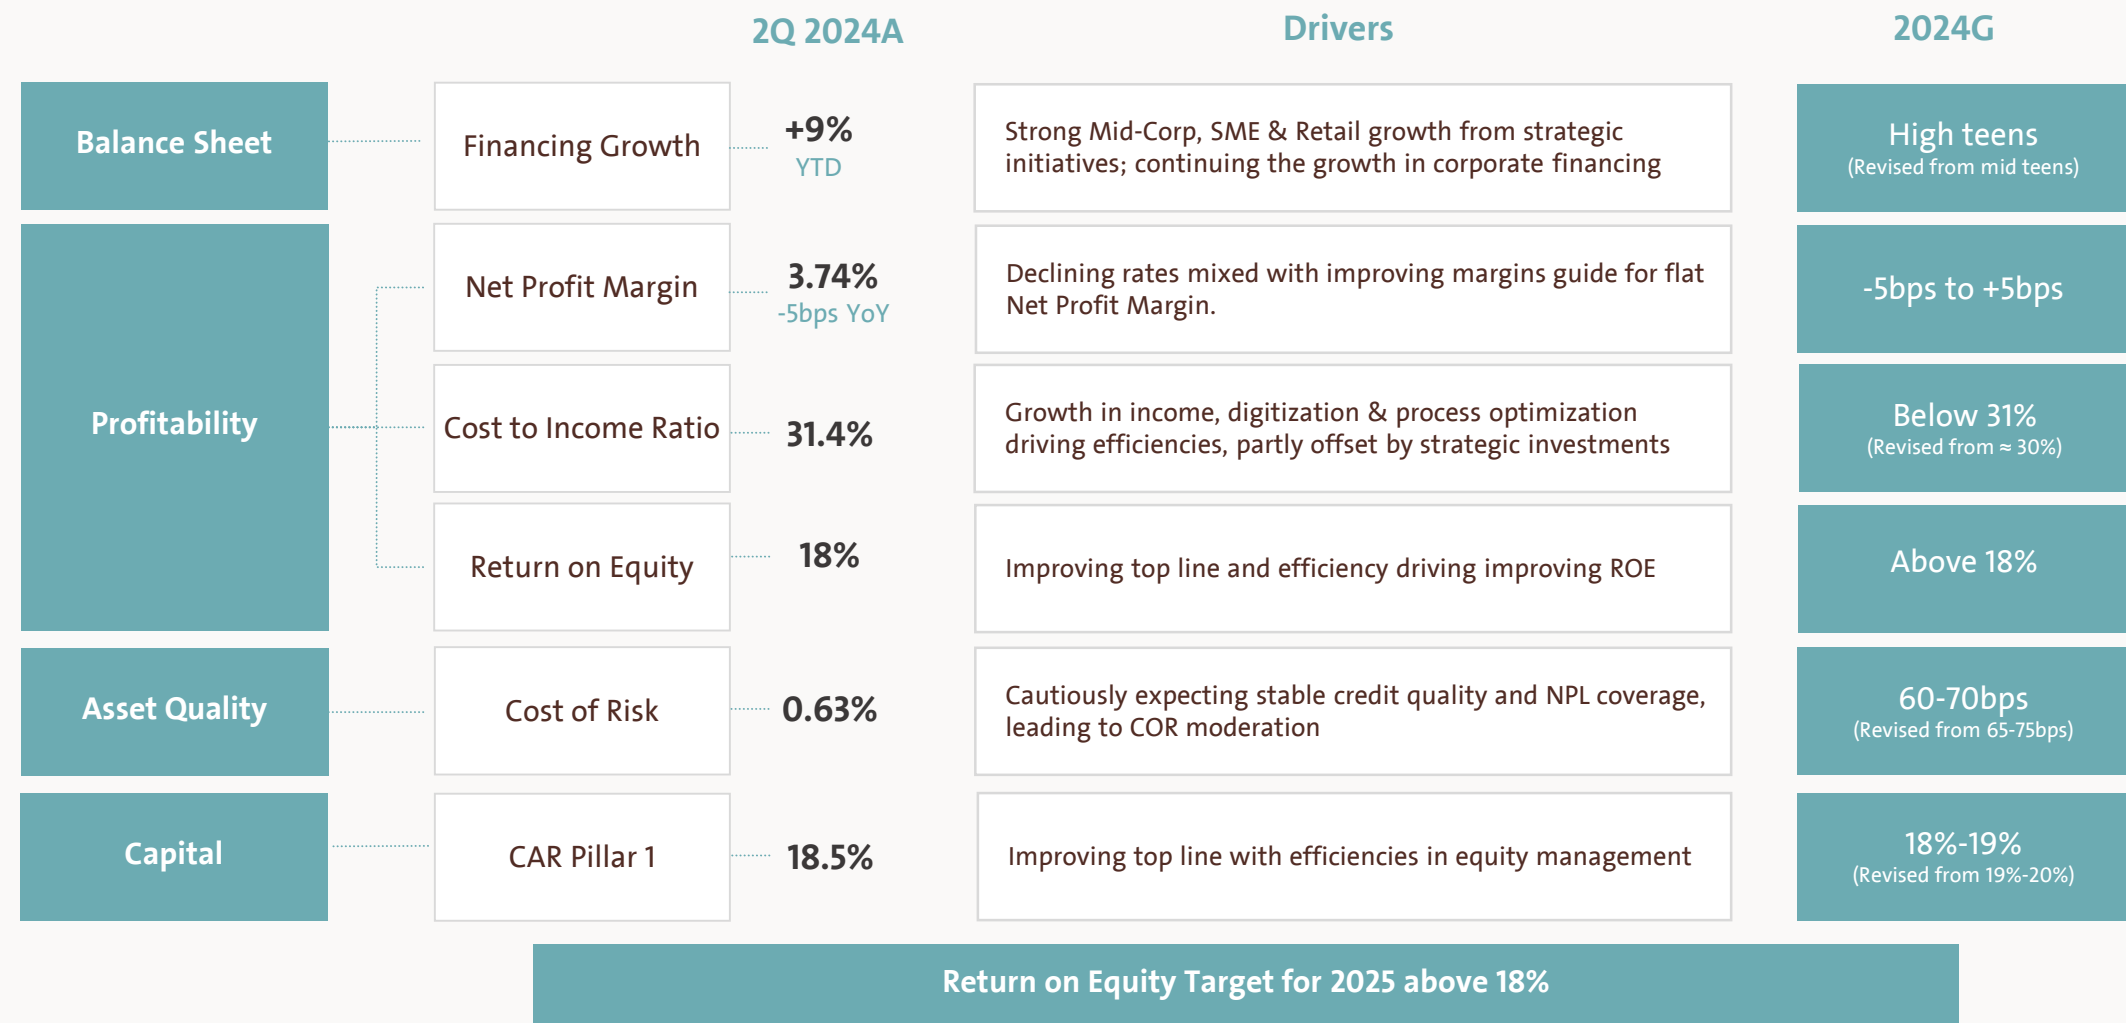 2Q 2024A
Drivers
2024G
Balance Sheet
Financing Growth
+9%
YTD
Strong Mid-Corp, SME & Retail growth from strategic
initiatives; continuing the growth in corporate financing
High teens
(Revised from mid teens)
Profitability
Net Profit Margin
3.74%
-5bps YoY
Declining rates mixed with improving margins guide for flat
Net Profit Margin.
-5bps to +5bps
Cost to Income Ratio
31.4%
Growth in income, digitization & process optimization
driving efficiencies, partly offset by strategic investments
Below 31%
(Revised from ≈ 30%)
Return on Equity
18%
Improving top line and efficiency driving improving ROE
Above 18%
Asset Quality
Cost of Risk
0.63%
Cautiously expecting stable credit quality and NPL coverage,
leading to COR moderation
60-70bps
(Revised from 65-75bps)
Capital
CAR Pillar 1
18.5%
Improving top line with efficiencies in equity management
18%-19%
(Revised from 19%-20%)
Return on Equity Target for 2025 above 18%